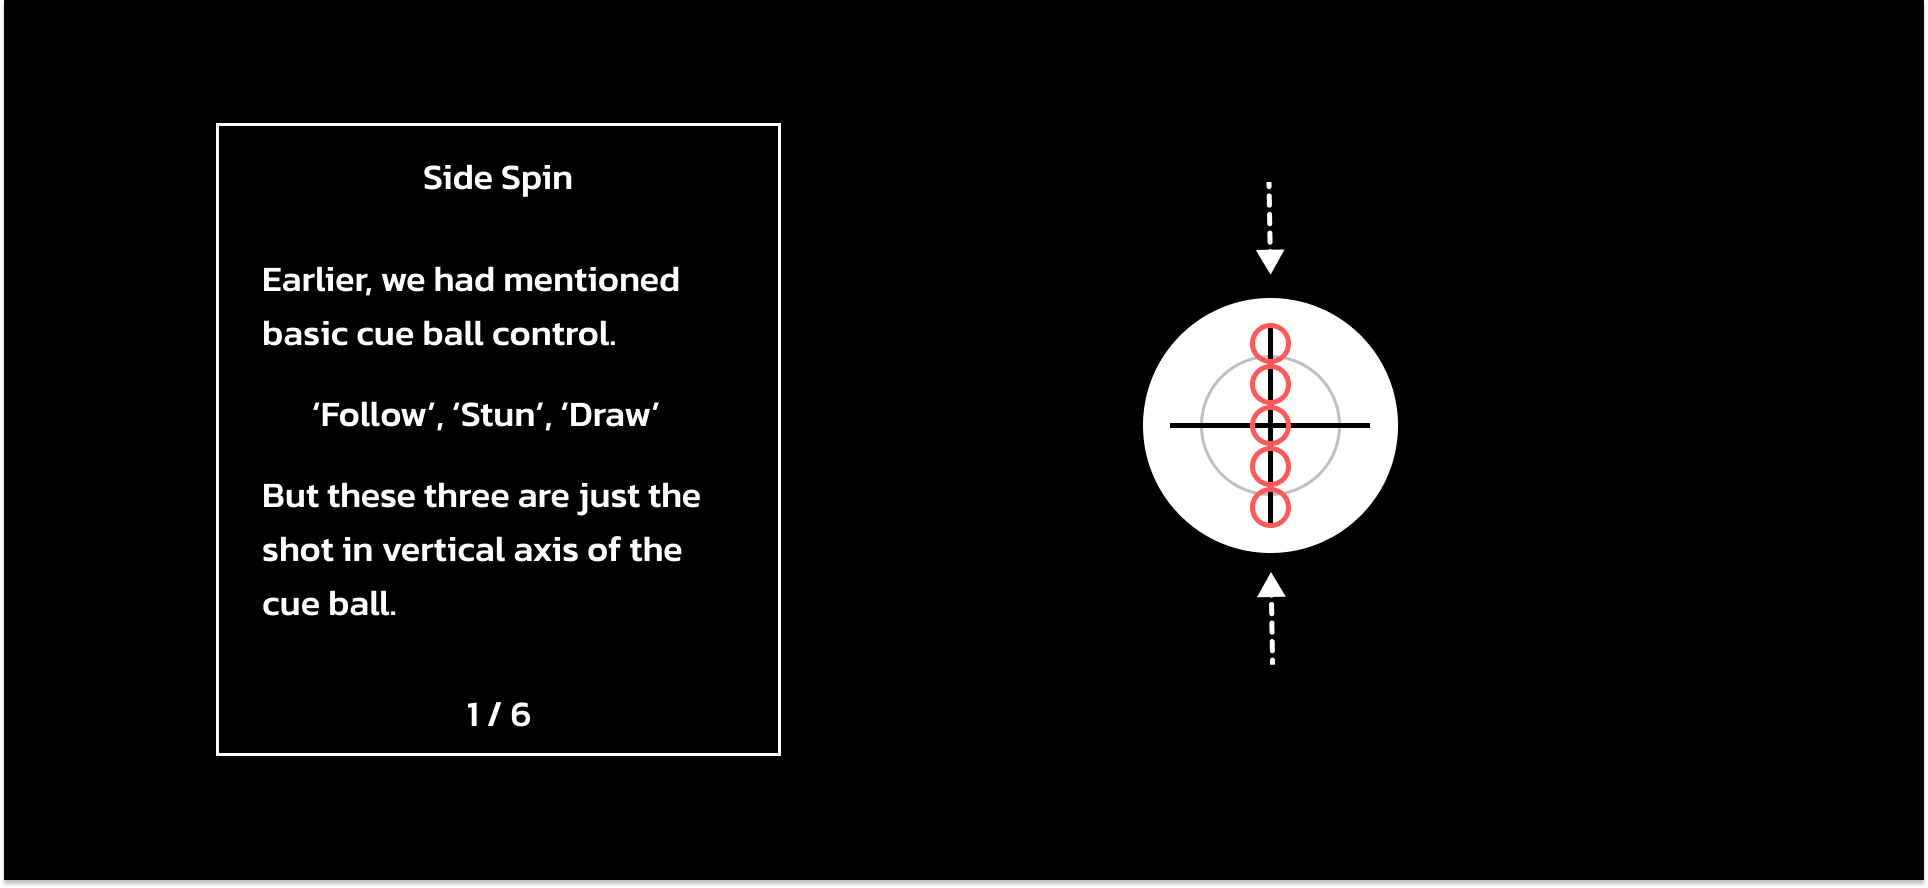 Side Spin
Earlier, we had mentioned
basic cue ball control.
‘Follow’, ‘Stun’, ‘Draw’
But these three are just the
shot in vertical axis of the
cue ball.
1 / 6